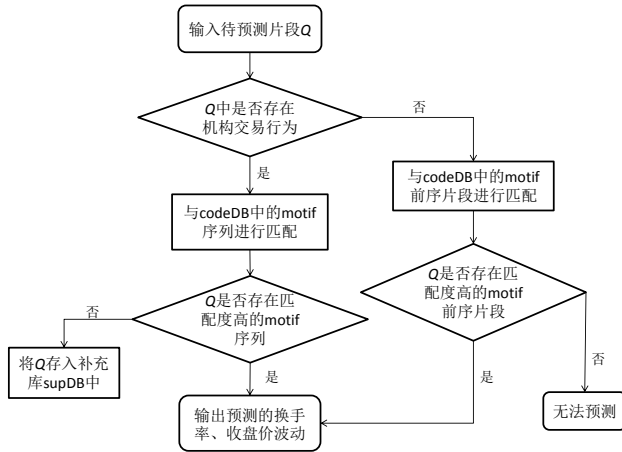 输入待预测片段Q
Q中是否存在
机构交易行为
否
是
与codeDB中的motif
前序片段进行匹配
与codeDB中的motif
序列进行匹配
Q是否存在匹
配度高的motif
前序片段
Q是否存在匹
配度高的motif
序列
否
否
将Q存入补充
库supDB中
是
是
输出预测的换手
率、收盘价波动
无法预测